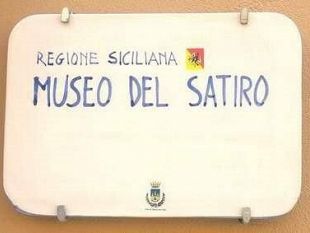 REGIONE SICILIANA
MUSEO DEL SATIRO